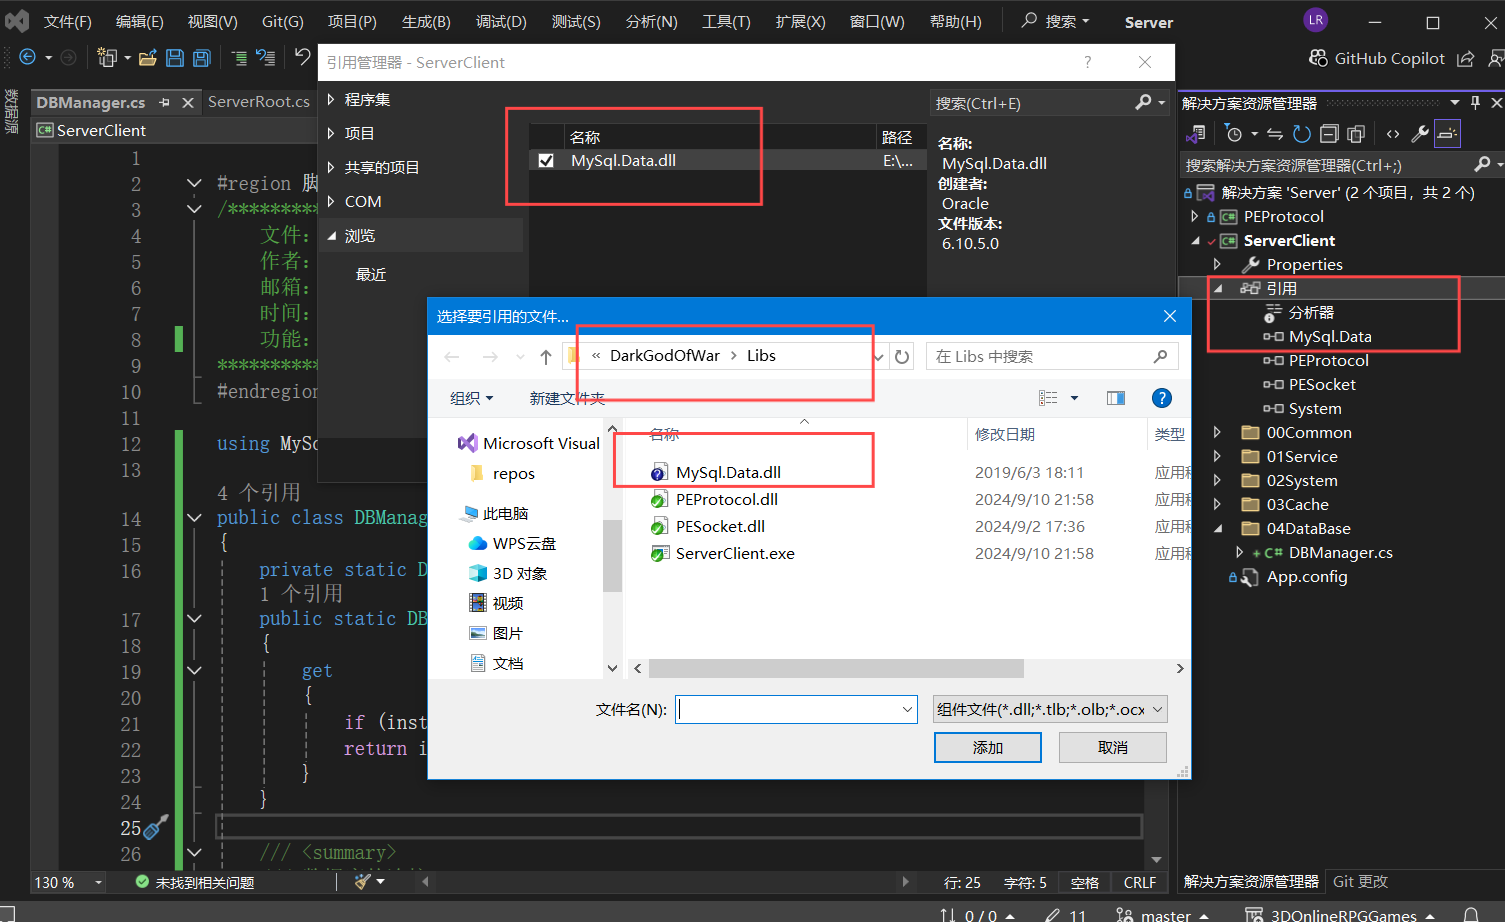 文件(F) 编辑(E) 视图(V) Git(G) 项目(P) 生成(B) 调试(D) 测试(S) 分析(N) 工具(T) 扩展(X) 窗口(W) 帮助(H) 搜索 Server LR
GitHub Copilot
数据源
DBManager.cs ServerRoot.cs
ServerClient
引用管理器 - ServerClient ?
程序集
项目
共享的项目
COM
浏览
最近
搜索(Ctrl+E)
名称 路径
MySql.Data.dll E:\...
名称:
MySql.Data.dll
创建者:
Oracle
文件版本:
6.10.5.0
1
2 #region
3 /**********
4 文件:
5 作者:
6 邮箱:
7 时间:
8 功能:
9 **********
10 #endregion
11
12 using
13
4 个引用
14 public class
15 {
16 private static
1 个引用
17 public static
18 {
19 get
20 {
21 if
22 return
23 }
24 }
25
26 /// <summary>
选择要引用的文件...
« DarkGodOfWar › Libs 在 Libs 中搜索
组织 新建文件夹
Microsoft Visual
repos
此电脑
WPS云盘
3D 对象
视频
图片
文档
名称 修改日期 类型
MySql.Data.dll 2019/6/3 18:11
PEProtocol.dll 2024/9/10 21:58
PESocket.dll 2024/9/2 17:36
ServerClient.exe 2024/9/10 21:58
文件名(N): 组件文件(*.dll;*.tlb;*.olb;*.ocx
添加 取消
解决方案资源管理器
搜索解决方案资源管理器(Ctrl+;)
解决方案 'Server' (2 个项目，共 2 个)
C# PEProtocol
C# ServerClient
Properties
引用
分析器
MySql.Data
PEProtocol
PESocket
System
00Common
01Service
02System
03Cache
04DataBase
+ C# DBManager.cs
App.config
130 % 未找到相关问题 行: 25 字符: 5 空格 CRLF
解决方案资源管理器 Git 更改
0 / 0 11 master 3DOnlineRPGGames